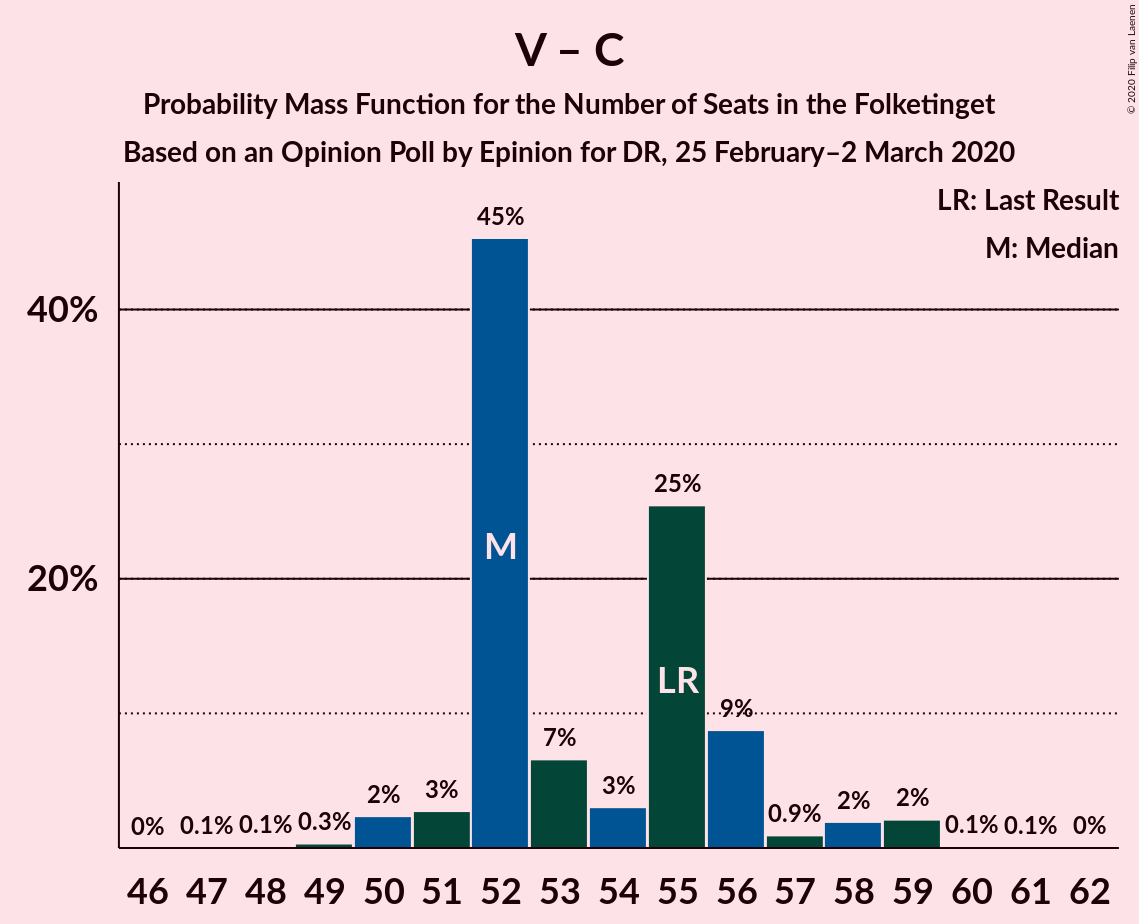 V – C
Probability Mass Function for the Number of Seats in the Folketinget
Based on an Opinion Poll by Epinion for DR, 25 February–2 March 2020
© 2020 Filip van Laenen
LR: Last Result
M: Median
40%
20%
0%
0.1%
0.1%
0.3%
2%
3%
45%
7%
3%
25%
9%
0.9%
2%
2%
0.1%
0.1%
0%
M
LR
46 47 48 49 50 51 52 53 54 55 56 57 58 59 60 61 62